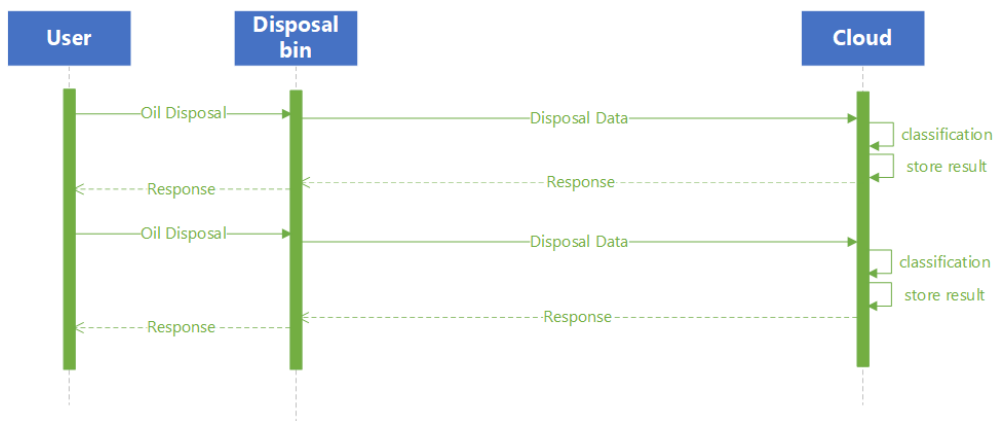 User
Disposal
bin
Cloud
Oil Disposal
Disposal Data
classification
store result
Response
Response
Oil Disposal
Disposal Data
classification
store result
Response
Response